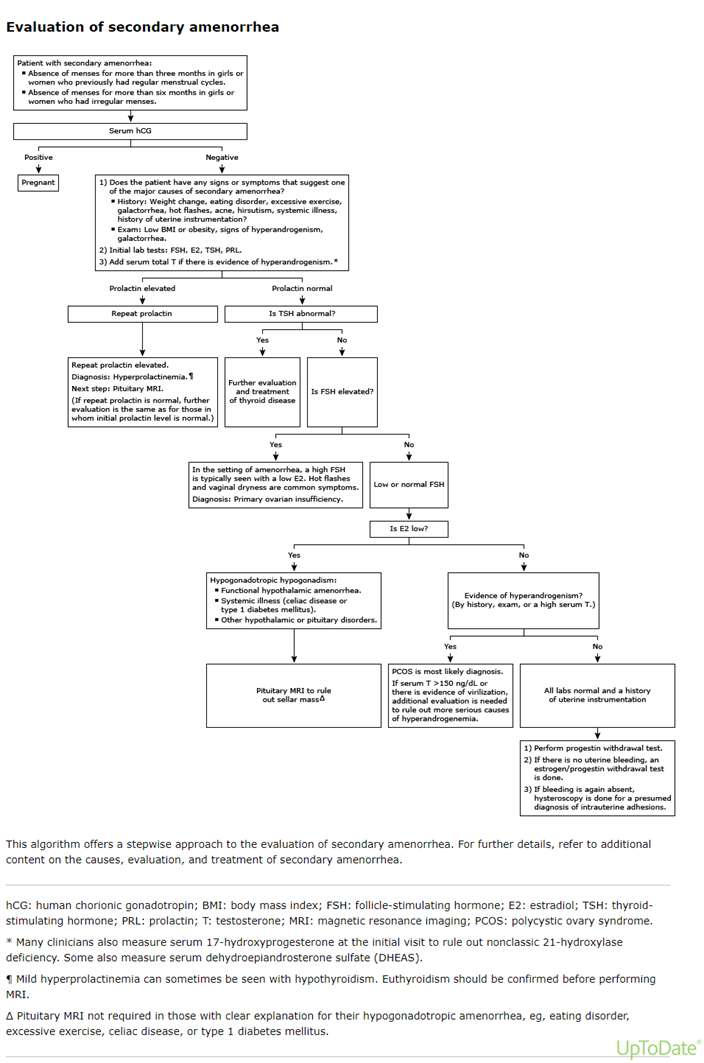 Evaluation of secondary amenorrhea
Patient with secondary amenorrhea:
▪ Absence of menses for more than three months in girls or
women who previously had regular menstrual cycles.
▪ Absence of menses for more than six months in girls or
women who had irregular menses.
Serum hCG
Positive
Negative
Pregnant
1) Does the patient have any signs or symptoms that suggest one
of the major causes of secondary amenorrhea?
▪ History: Weight change, eating disorder, excessive exercise,
galactorrhea, hot flashes, acne, hirsutism, systemic illness,
history of uterine instrumentation?
▪ Exam: Low BMI or obesity, signs of hyperandrogenism,
galactorrhea.
2) Initial lab tests: FSH, E2, TSH, PRL.
3) Add serum total T if there is evidence of hyperandrogenism.*
Prolactin elevated
Prolactin normal
Repeat prolactin
Is TSH abnormal?
Yes
No
Repeat prolactin elevated.
Diagnosis: Hyperprolactinemia.¶
Next step: Pituitary MRI.
(If repeat prolactin is normal, further
evaluation is the same as for those in
whom initial prolactin level is normal.)
Further evaluation
and treatment
of thyroid disease
Is FSH elevated?
Yes
No
In the setting of amenorrhea, a high FSH
is typically seen with a low E2. Hot flashes
and vaginal dryness are common symptoms.
Diagnosis: Primary ovarian insufficiency.
Low or normal FSH
Is E2 low?
Yes
No
Hypogonadotropic hypogonadism:
▪ Functional hypothalamic amenorrhea.
▪ Systemic illness (celiac disease or
type 1 diabetes mellitus).
▪ Other hypothalamic or pituitary disorders.
Evidence of hyperandrogenism?
(By history, exam, or a high serum T.)
Yes
No
Pituitary MRI to rule
out sellar massΔ
PCOS is most likely diagnosis.
If serum T >150 ng/dL or
there is evidence of virilization,
additional evaluation is needed
to rule out more serious causes
of hyperandrogenemia.
All labs normal and a history
of uterine instrumentation
1) Perform progestin withdrawal test.
2) If there is no uterine bleeding, an
estrogen/progestin withdrawal test
is done.
3) If bleeding is again absent,
hysteroscopy is done for a presumed
diagnosis of intrauterine adhesions.
This algorithm offers a stepwise approach to the evaluation of secondary amenorrhea. For further details, refer to additional
content on the causes, evaluation, and treatment of secondary amenorrhea.
hCG: human chorionic gonadotropin; BMI: body mass index; FSH: follicle-stimulating hormone; E2: estradiol; TSH: thyroid-
stimulating hormone; PRL: prolactin; T: testosterone; MRI: magnetic resonance imaging; PCOS: polycystic ovary syndrome.
* Many clinicians also measure serum 17-hydroxyprogesterone at the initial visit to rule out nonclassic 21-hydroxylase
deficiency. Some also measure serum dehydroepiandrosterone sulfate (DHEAS).
¶ Mild hyperprolactinemia can sometimes be seen with hypothyroidism. Euthyroidism should be confirmed before performing
MRI.
Δ Pituitary MRI not required in those with clear explanation for their hypogonadotropic amenorrhea, eg, eating disorder,
excessive exercise, celiac disease, or type 1 diabetes mellitus.
UpToDate®